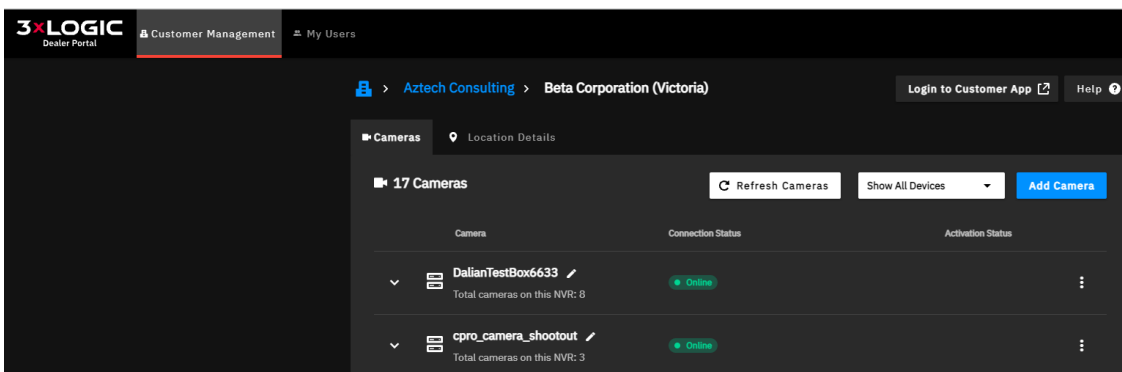 3xLOGIC
Dealer Portal
Customer Management
My Users
> Aztech Consulting > Beta Corporation (Victoria)
Login to Customer App
Help ?
Cameras
Location Details
17 Cameras
Refresh Cameras
Show All Devices
Add Camera
Camera
Connection Status
Activation Status
DalianTestBox6633
Online
Total cameras on this NVR: 8
cpro_camera_shootout
Online
Total cameras on this NVR: 3